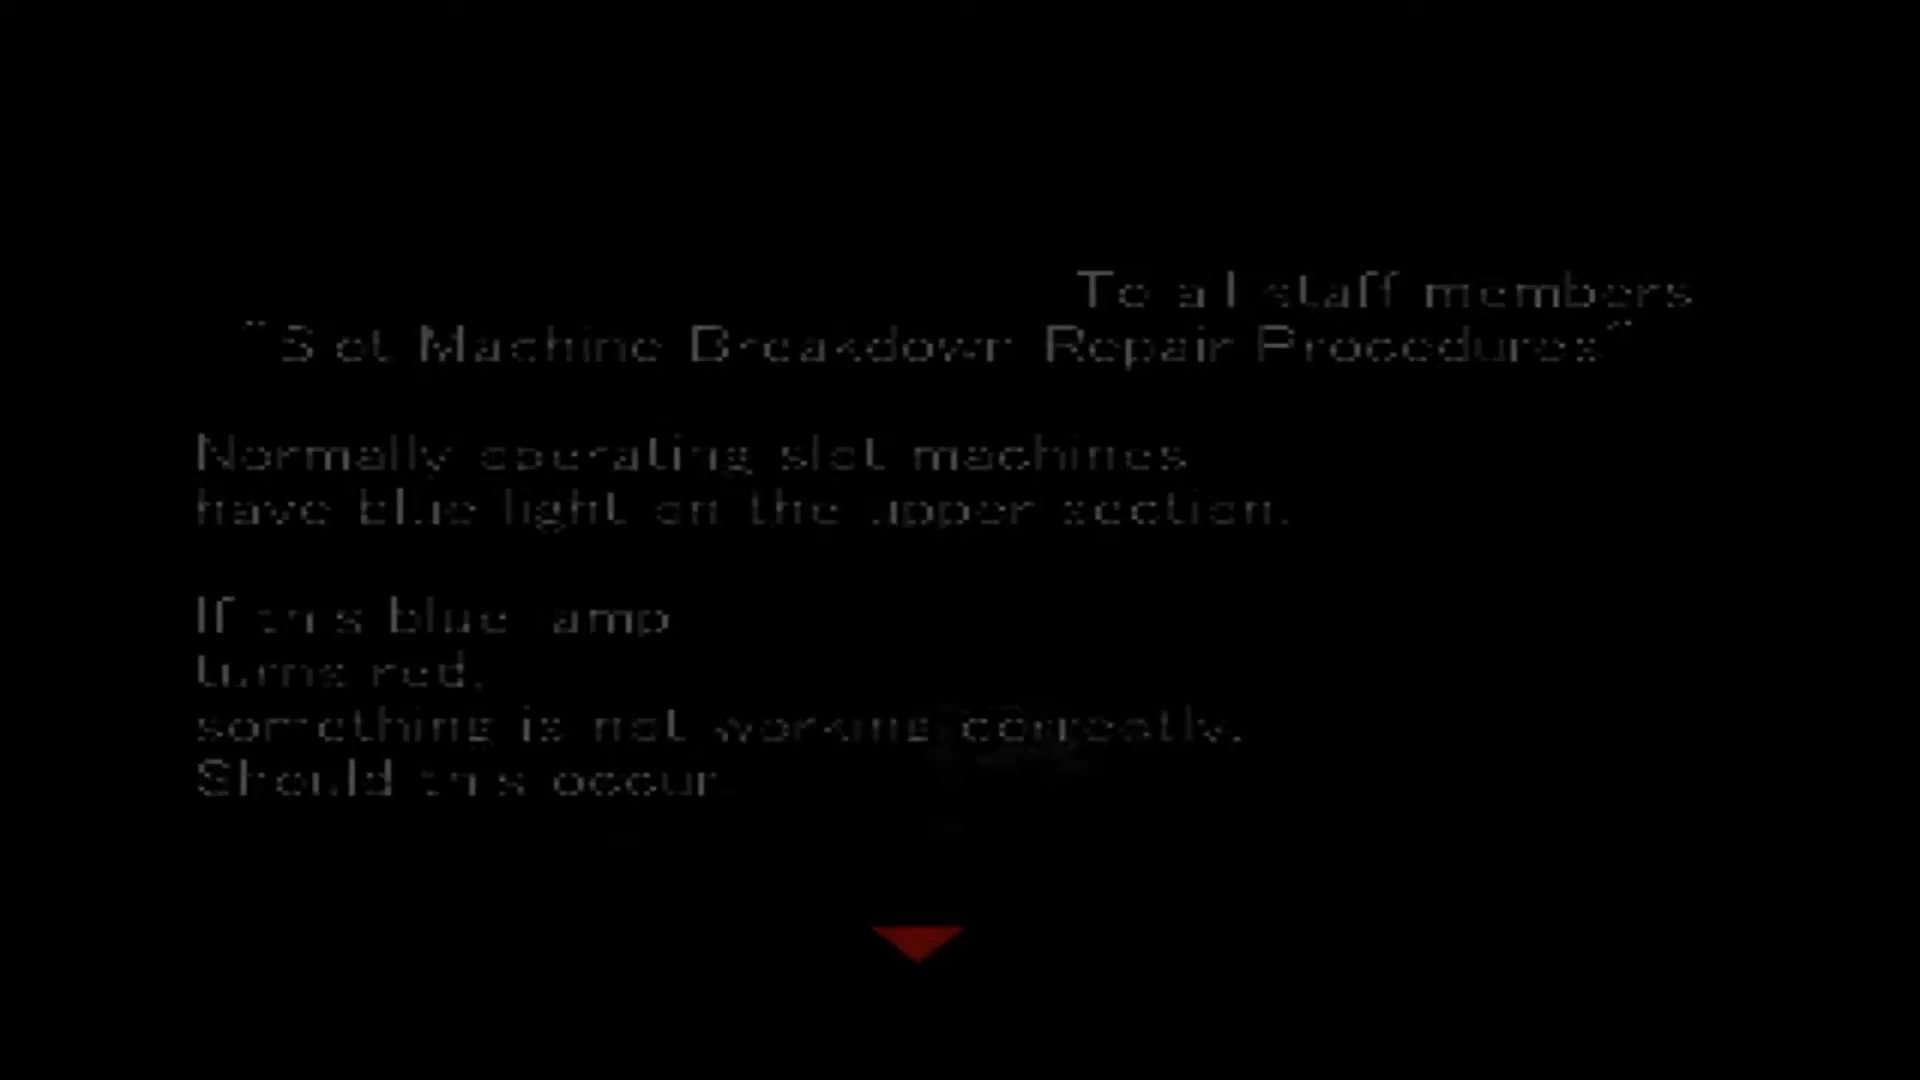 To all staff members
"Slot Machine Breakdown Repair Procedures"
Normally operating slot machines
have blue light on the upper section.
If this blue lamp
turns red,
something is not working correctly.
Should this occur,